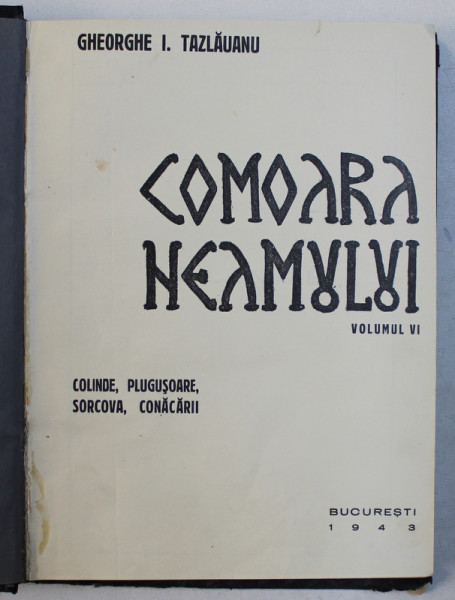 GHEORGHE I. TAZLĂUANU
COMOARA
NEAMULUI
VOLUMUL VI
COLINDE, PLUGUȘOARE,
SORCOVA, CONĂCĂRII
BUCUREȘTI
1943